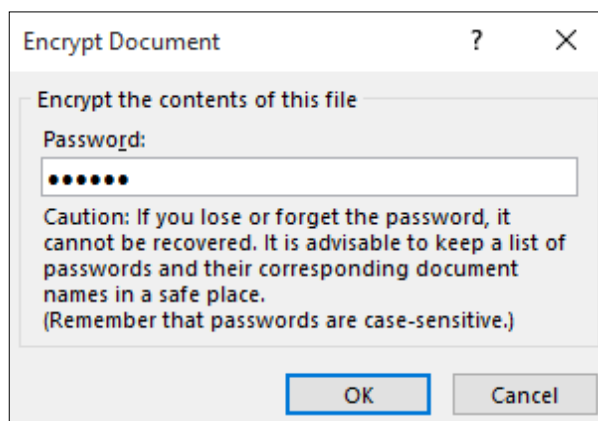 Encrypt Document ?
Encrypt the contents of this file
Password:
●●●●●●
Caution: If you lose or forget the password, it
cannot be recovered. It is advisable to keep a list of
passwords and their corresponding document
names in a safe place.
(Remember that passwords are case-sensitive.)
OK Cancel